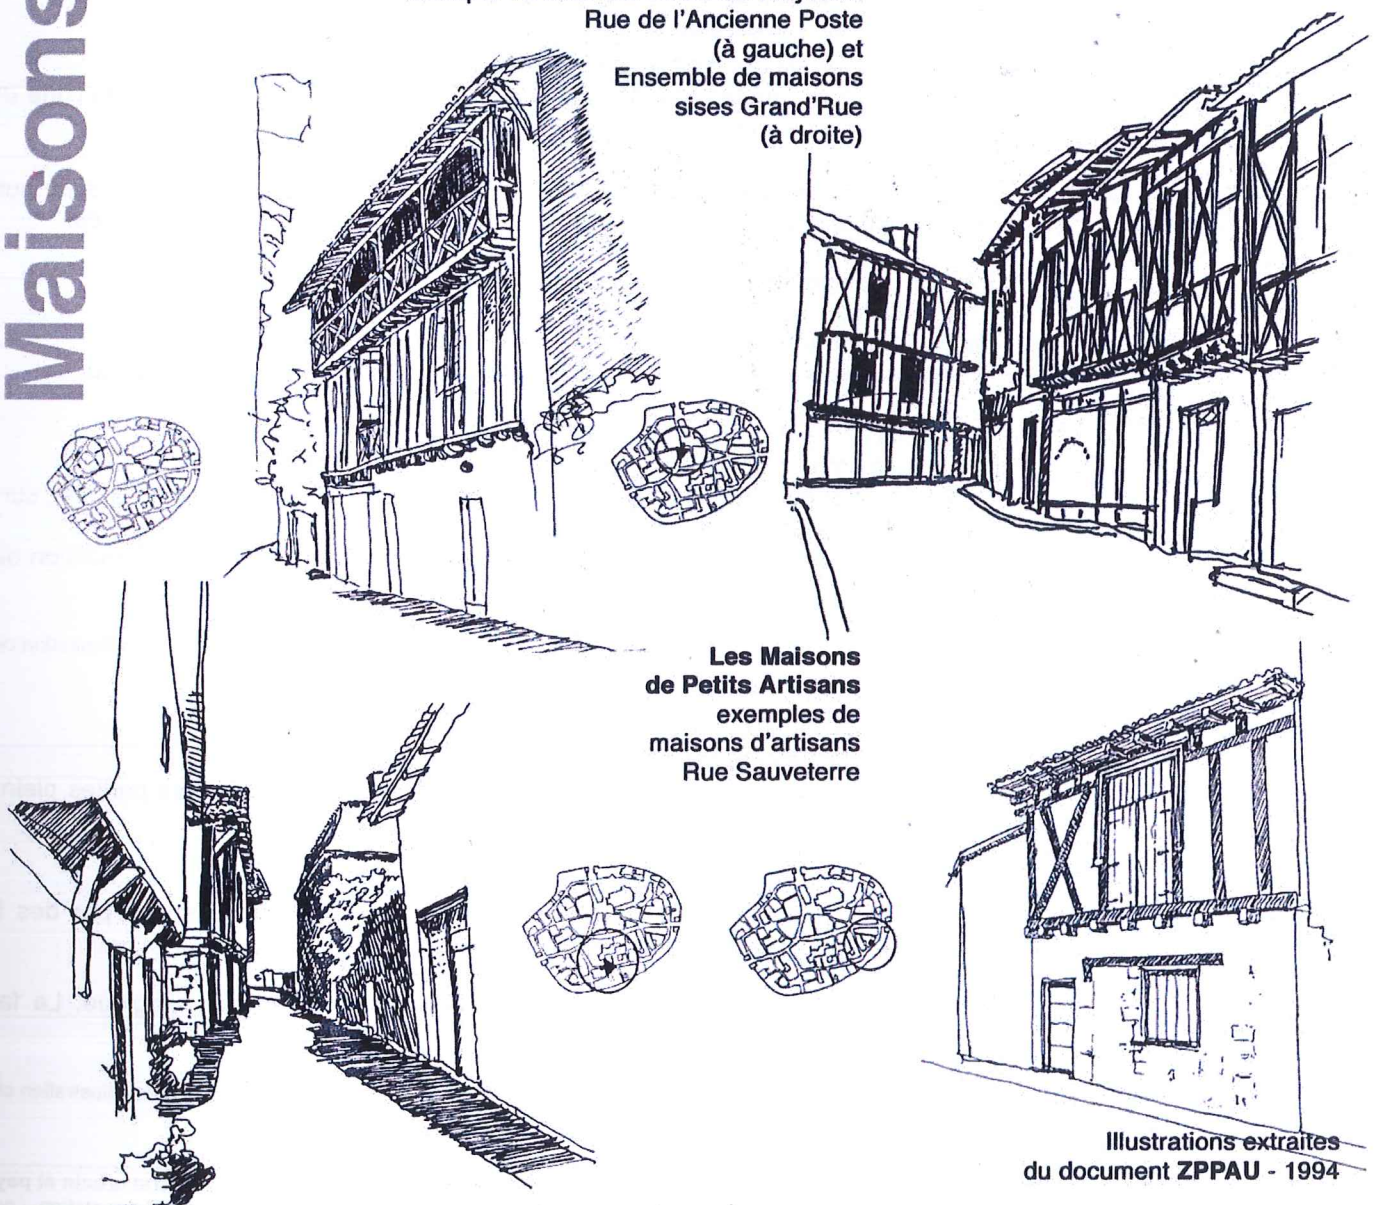 Maisons
Rue de l'Ancienne Poste
(à gauche) et
Ensemble de maisons
sises Grand'Rue
(à droite)
Les Maisons
de Petits Artisans
exemples de
maisons d'artisans
Rue Sauveterre
Illustrations extraites
du document ZPPAU - 1994